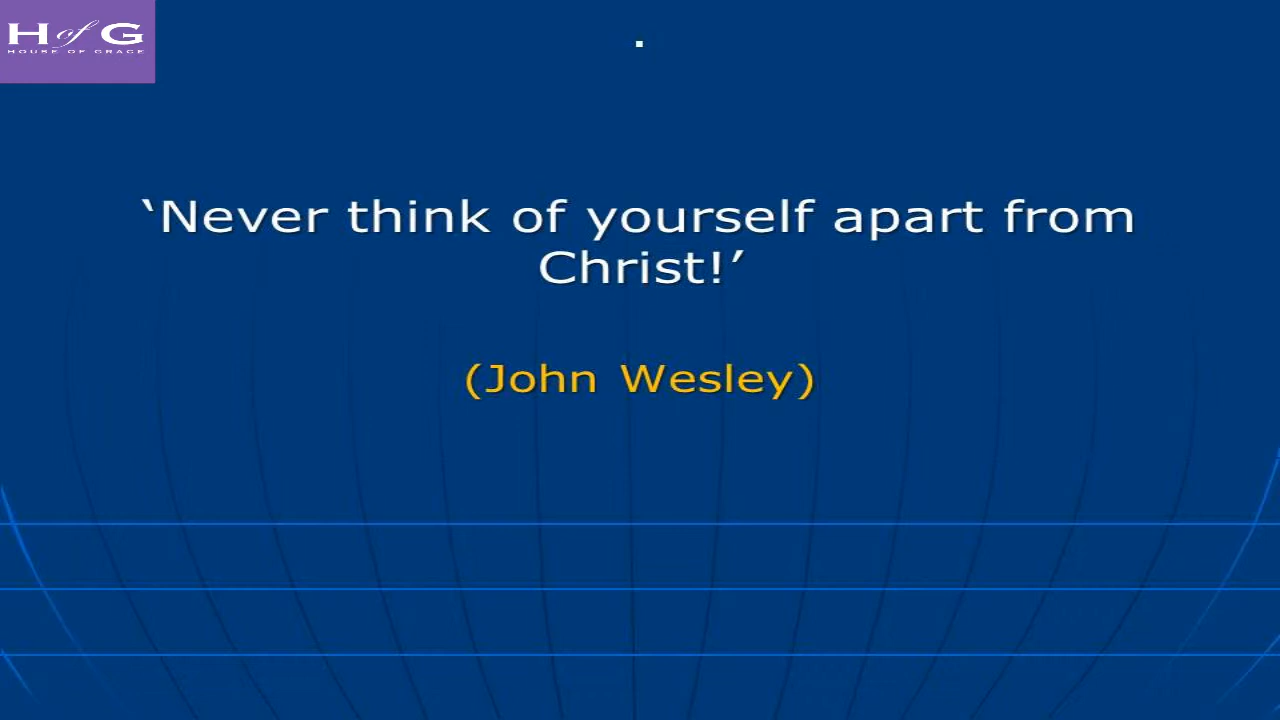 H of G
HOUSE OF GRACE
.
‘Never think of yourself apart from
Christ!’
(John Wesley)